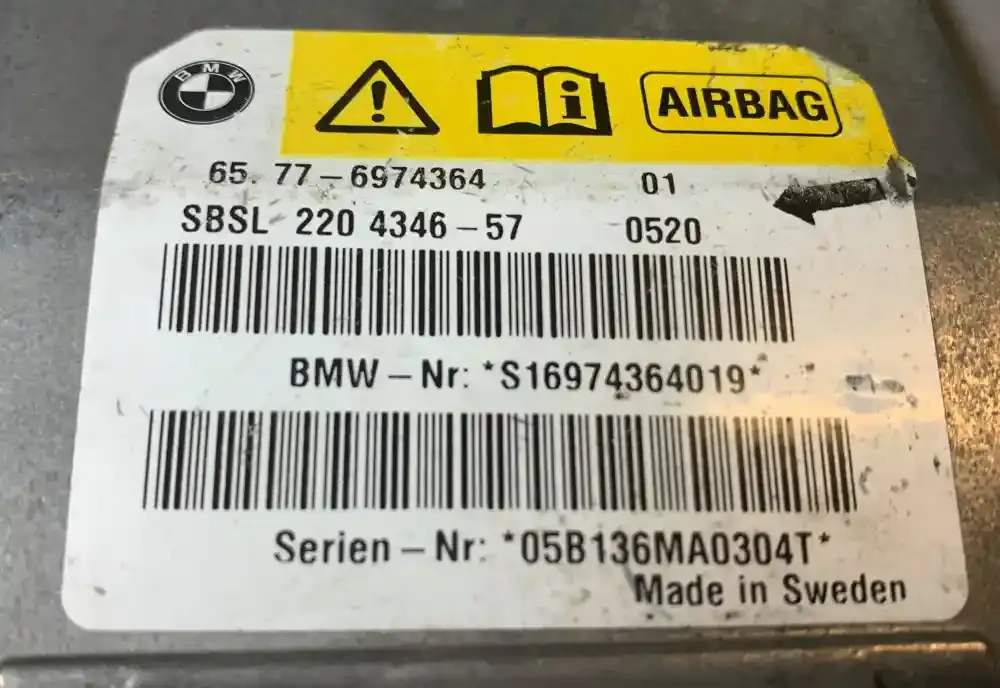 BMW
AIRBAG
65. 77-6974364 01
SBSL 220 4346-57 0520
BMW-Nr: *S16974364019*
Serien-Nr: *05B136MA0304T*
Made in Sweden